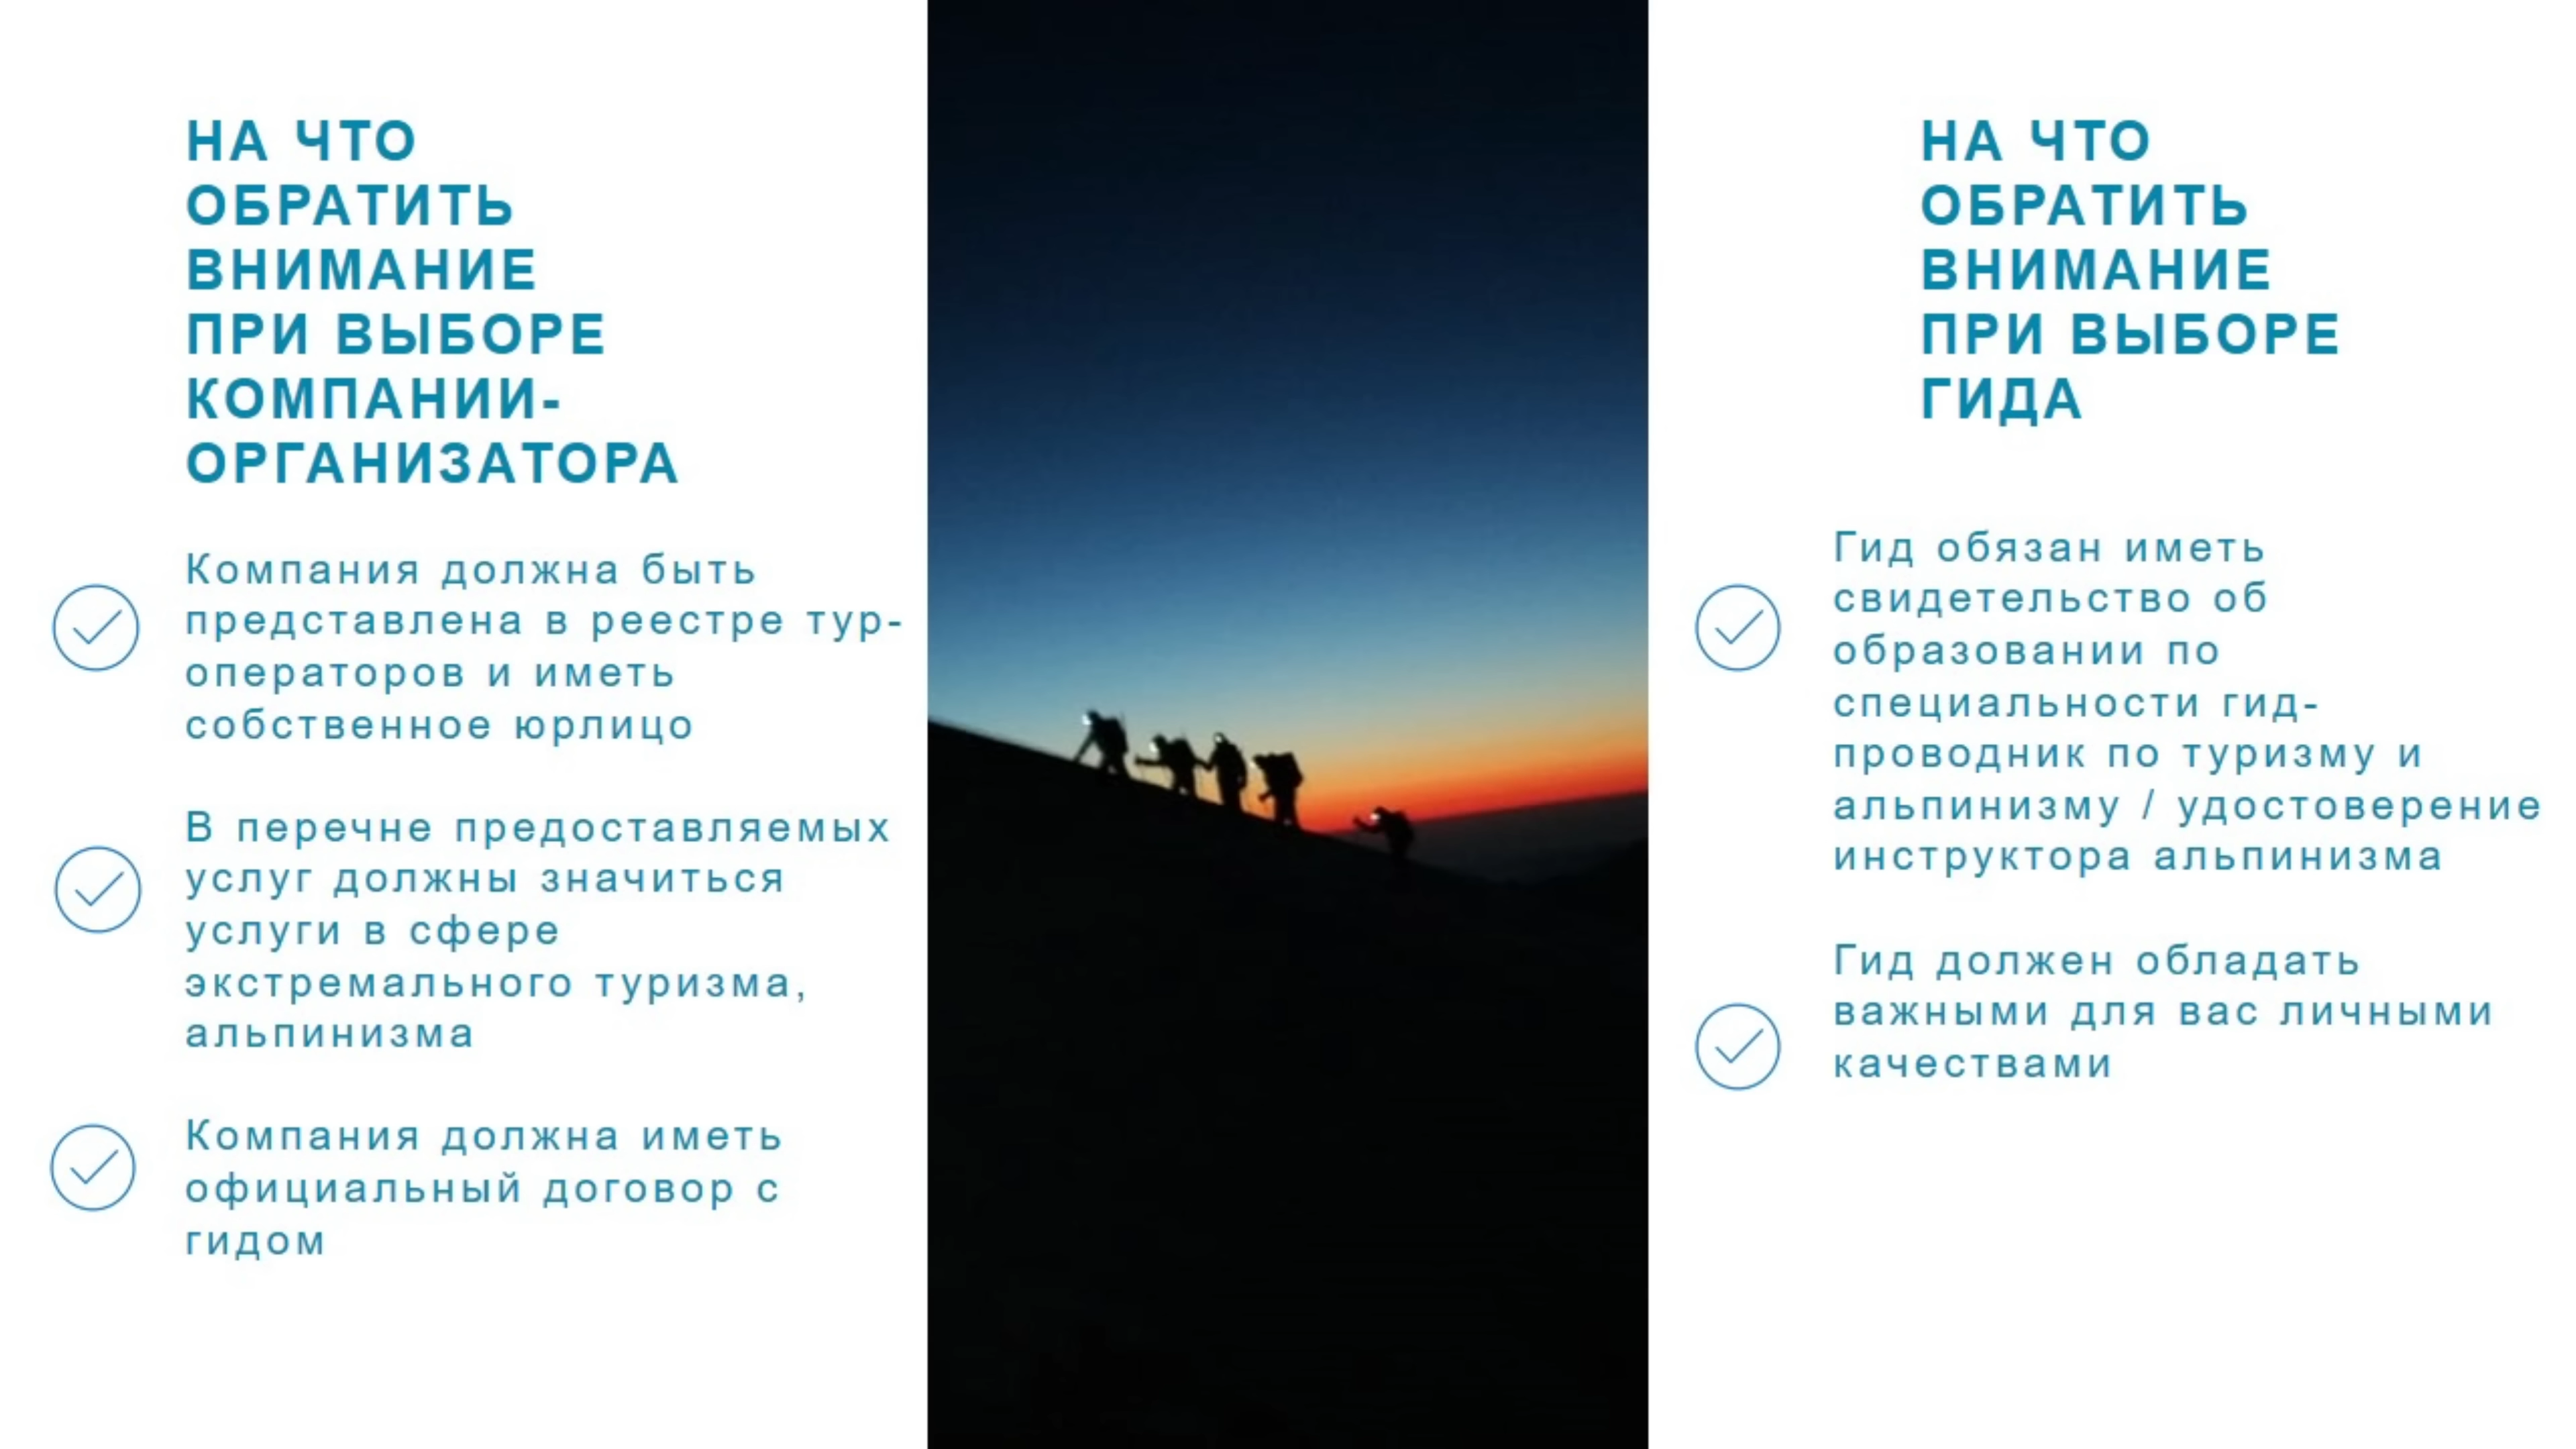 НА ЧТО
ОБРАТИТЬ
ВНИМАНИЕ
ПРИ ВЫБОРЕ
КОМПАНИИ-
ОРГАНИЗАТОРА
Компания должна быть
представлена в реестре тур-
операторов и иметь
собственное юрлицо
В перечне предоставляемых
услуг должны значиться
услуги в сфере
экстремального туризма,
альпинизма
Компания должна иметь
официальный договор с
гидом
НА ЧТО
ОБРАТИТЬ
ВНИМАНИЕ
ПРИ ВЫБОРЕ
ГИДА
Гид обязан иметь
свидетельство об
образовании по
специальности гид-
проводник по туризму и
альпинизму / удостоверение
инструктора альпинизма
Гид должен обладать
важными для вас личными
качествами